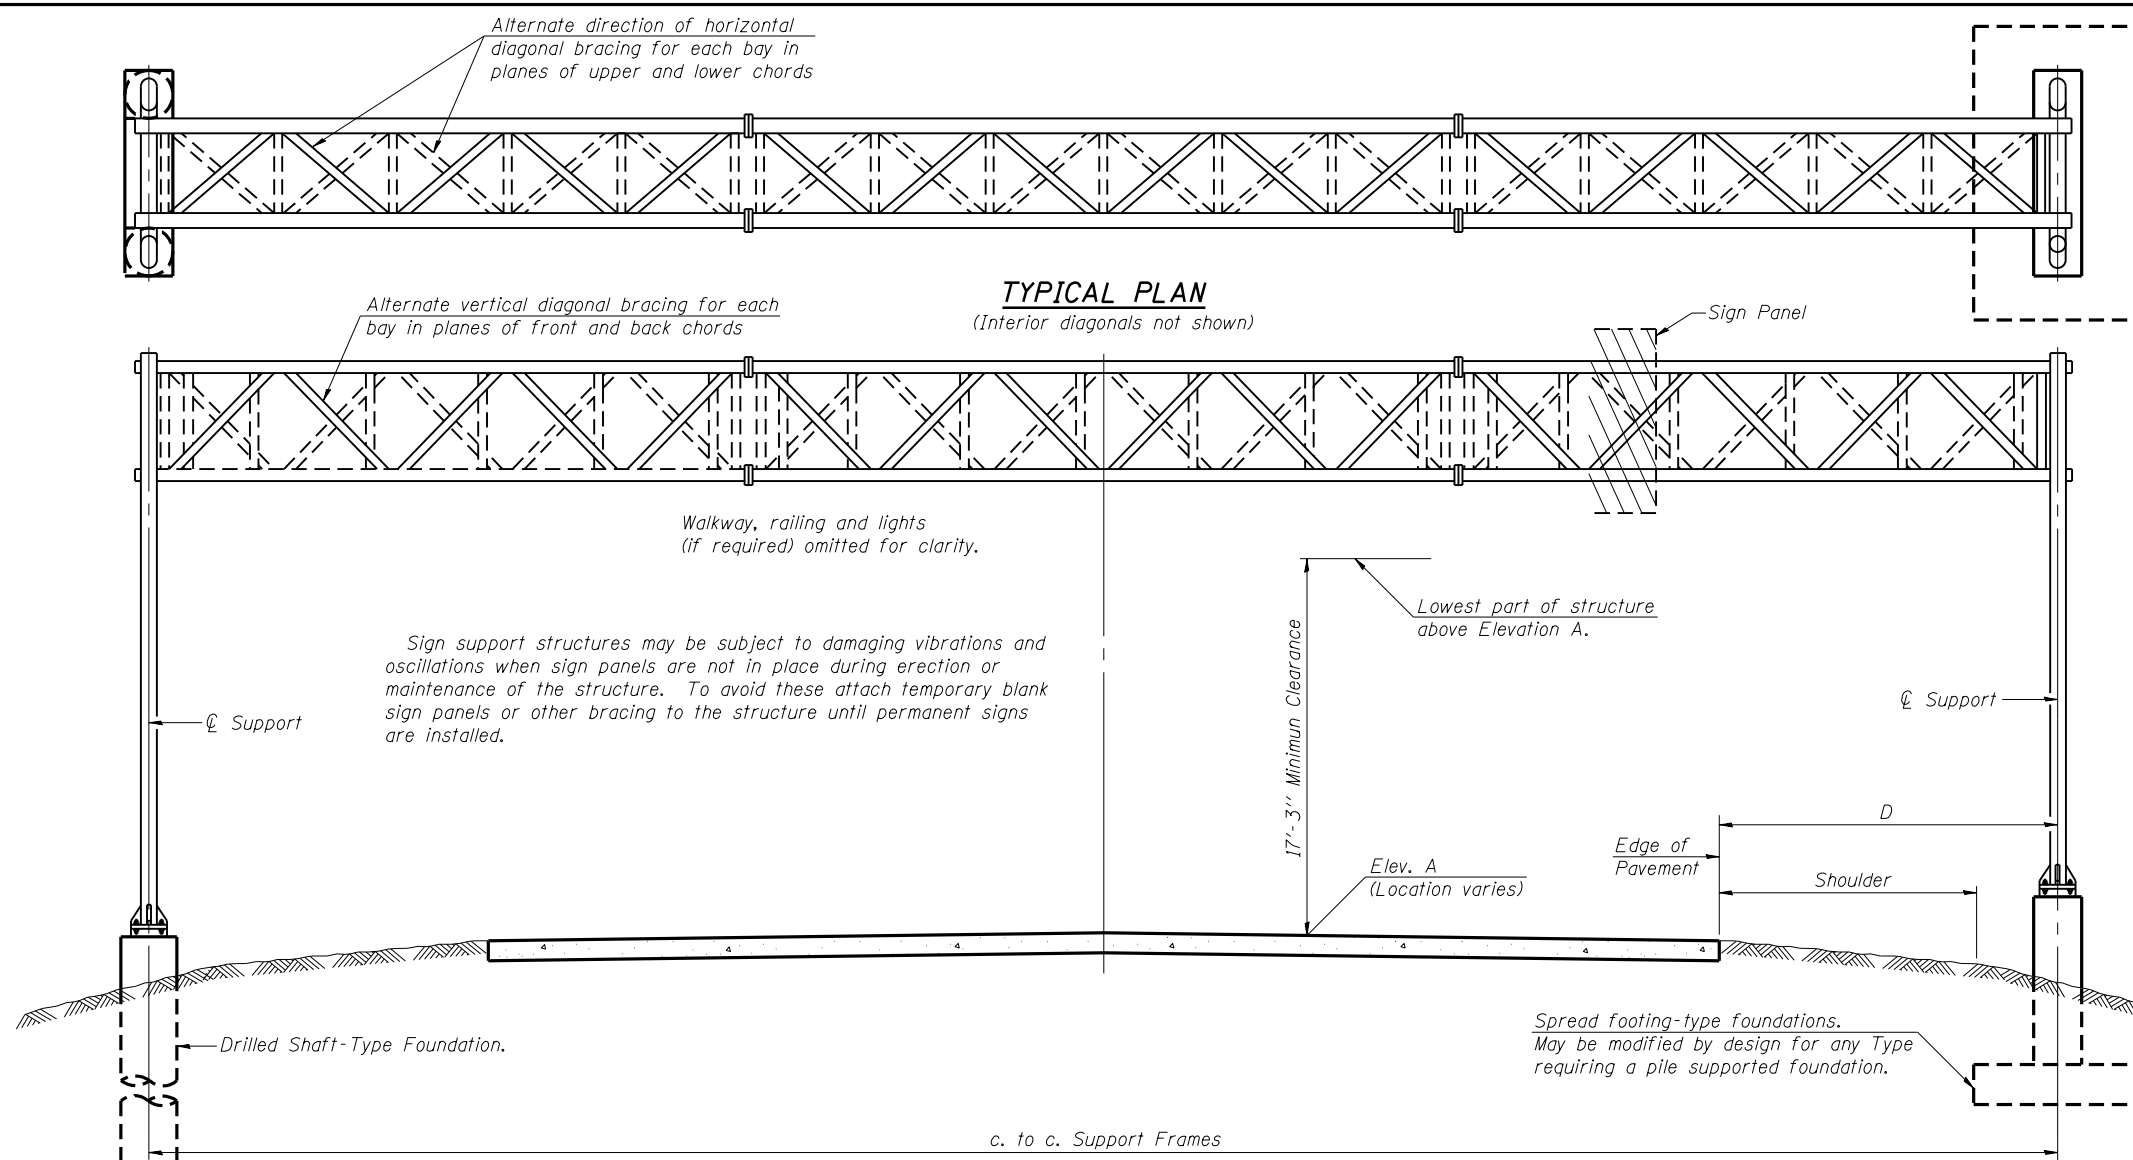 Alternate direction of horizontal
diagonal bracing for each bay in
planes of upper and lower chords
TYPICAL PLAN
(Interior diagonals not shown)
Alternate vertical diagonal bracing for each
bay in planes of front and back chords
Sign Panel
Walkway, railing and lights
(if required) omitted for clarity.
Lowest part of structure
above Elevation A.
Sign support structures may be subject to damaging vibrations and
oscillations when sign panels are not in place during erection or
maintenance of the structure. To avoid these attach temporary blank
sign panels or other bracing to the structure until permanent signs
are installed.
17'-3'' Minimun Clearance
℄ Support
℄ Support
D
Edge of
Pavement
Shoulder
Elev. A
(Location varies)
Drilled Shaft-Type Foundation.
Spread footing-type foundations.
May be modified by design for any Type
requiring a pile supported foundation.
c. to c. Support Frames